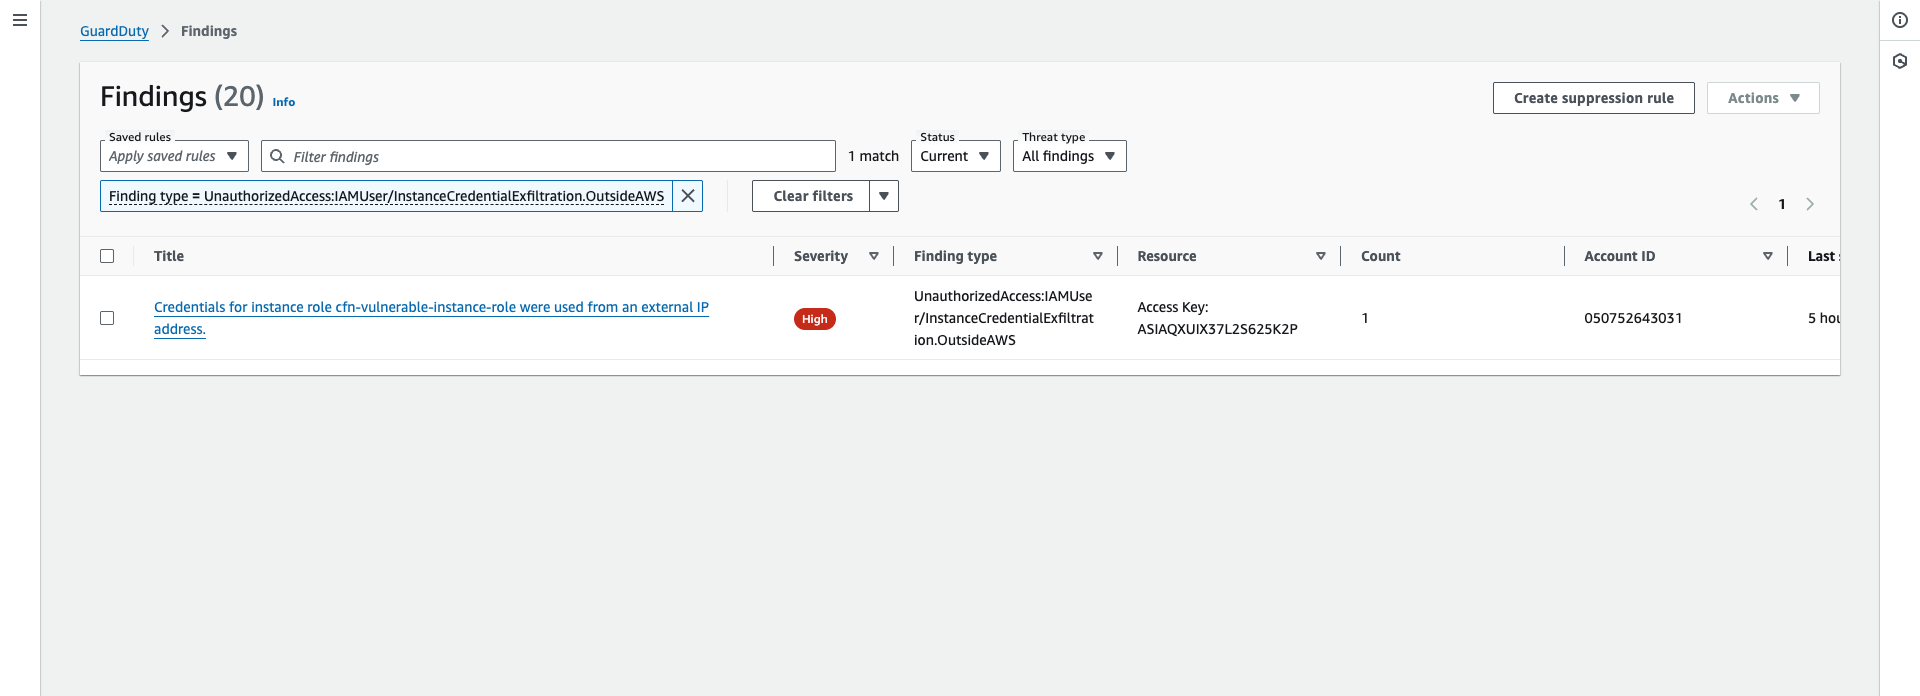 GuardDuty > Findings
Findings (20) Info
Create suppression rule
Actions
Saved rules
Apply saved rules
Filter findings
1 match
Status
Current
Threat type
All findings
Finding type = UnauthorizedAccess:IAMUser/InstanceCredentialExfiltration.OutsideAWS
Clear filters
1
Title
Severity
Finding type
Resource
Count
Account ID
Last
Credentials for instance role cfn-vulnerable-instance-role were used from an external IP
address.
High
UnauthorizedAccess:IAMUse
r/InstanceCredentialExfiltrat
ion.OutsideAWS
Access Key:
ASIAQXUIX37L2S625K2P
1
050752643031
5